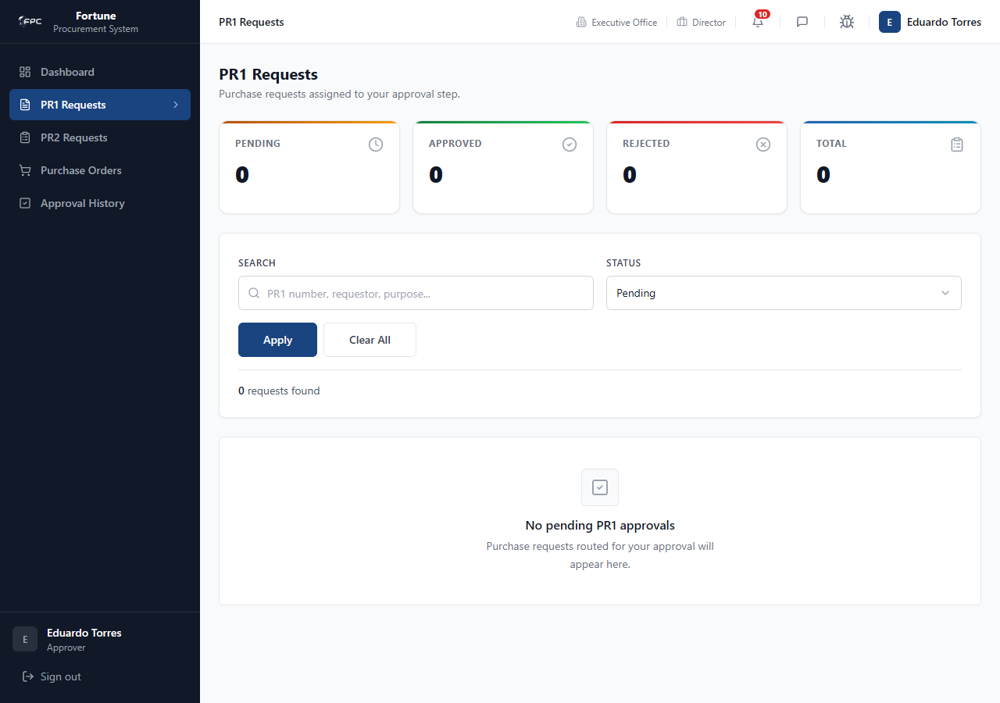 FPC
Fortune
Procurement System
PR1 Requests
Executive Office
Director
10
E
Eduardo Torres
Dashboard
PR1 Requests
PR2 Requests
Purchase Orders
Approval History
PR1 Requests
Purchase requests assigned to your approval step.
PENDING
0
APPROVED
0
REJECTED
0
TOTAL
0
SEARCH
PR1 number, requestor, purpose...
STATUS
Pending
Apply
Clear All
0 requests found
No pending PR1 approvals
Purchase requests routed for your approval will
appear here.
E
Eduardo Torres
Approver
Sign out